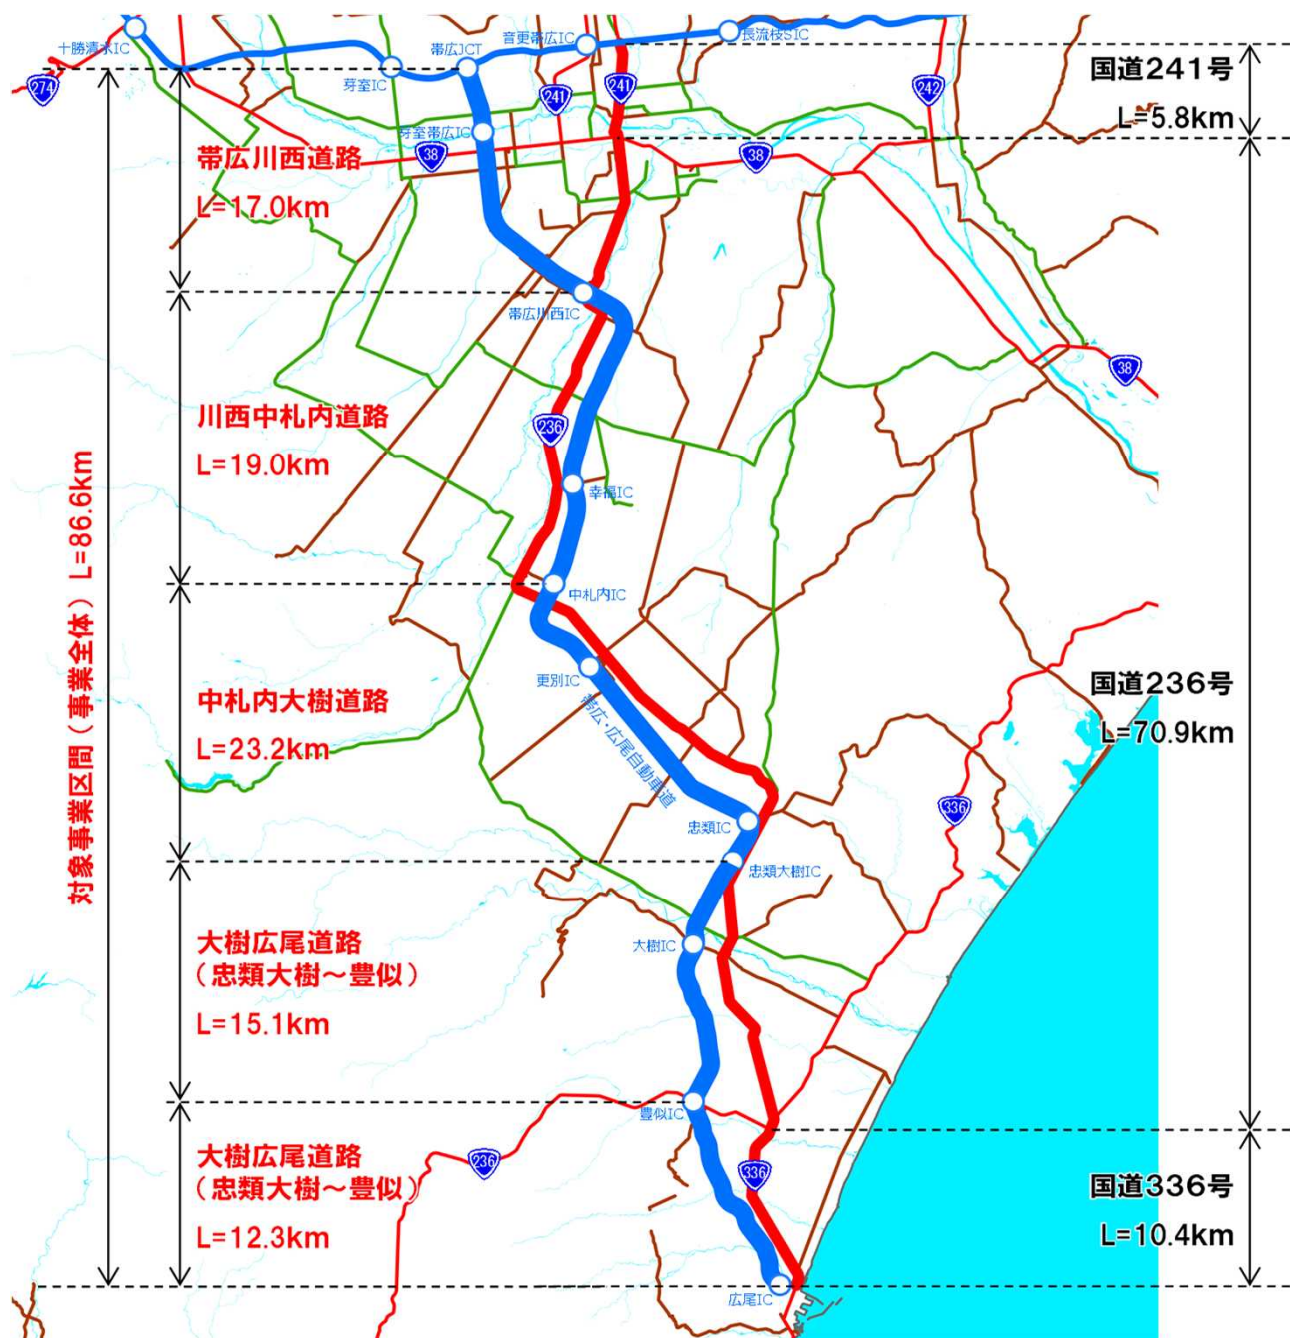 十勝清水IC
芽室IC
帯広JCT
音更帯広IC
長流枝SIC
274
241
241
242
国道241号
L=5.8km
芽室帯広IC
38
38
帯広川西道路
L=17.0km
帯広川西IC
38
川西中札内道路
L=19.0km
236
幸福IC
対象事業区間(事業全体) L=86.6km
中札内IC
更別IC
中札内大樹道路
L=23.2km
帯広・広尾自動車道
国道236号
L=70.9km
忠類IC
336
忠類大樹IC
大樹広尾道路
(忠類大樹～豊似)
L=15.1km
大樹IC
豊似IC
大樹広尾道路
(忠類大樹～豊似)
L=12.3km
236
336
国道336号
L=10.4km
広尾IC